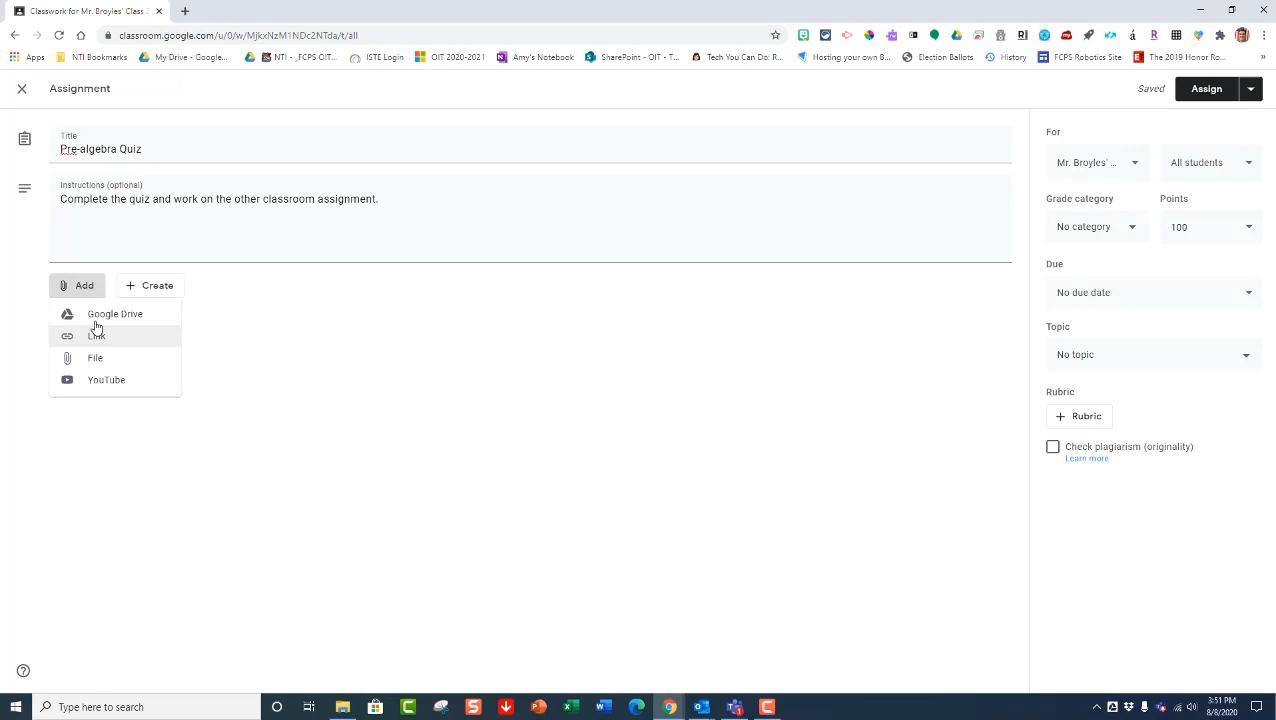 Classwork for Mr. Broyles' Class
classroom.google.com/u/0/w/MjkxNzM1NDc2NTda/t/all
Apps NTI Bookmarks My Drive - Google... NTI - _FCPS OIT... ISTE Login OIT 2020-2021 Amy's Notebook SharePoint - OIT - T... Tech You Can Do: R... Hosting your own B... Election Ballots History FCPS Robotics Site The 2019 Honor Ro... »
Assignment
Saved
Assign
Title
Pre-algebra Quiz
Instructions (optional)
Complete the quiz and work on the other classroom assignment.
Add
Create
Google Drive
Link
File
YouTube
For
Mr. Broyles' ... All students
Grade category Points
No category 100
Due
No due date
Topic
No topic
Rubric
+ Rubric
Check plagiarism (originality)
Learn more
Type here to search
3:51 PM
8/8/2020